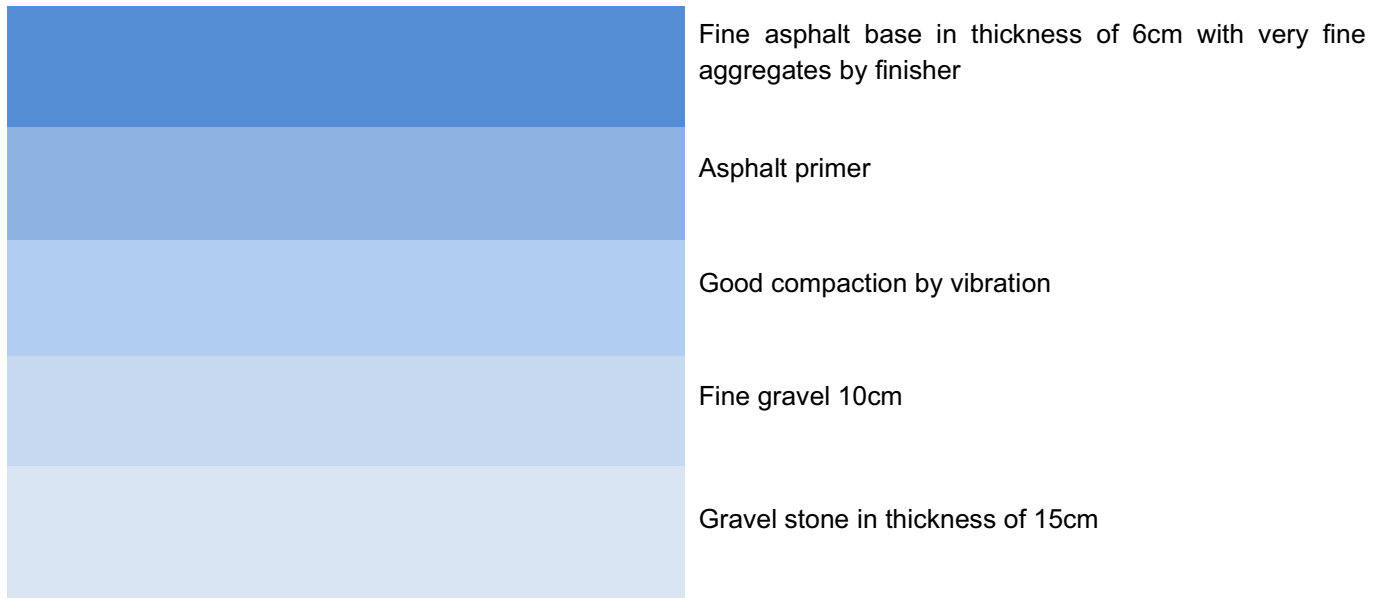 Fine asphalt base in thickness of 6cm with very fine
aggregates by finisher
Asphalt primer
Good compaction by vibration
Fine gravel 10cm
Gravel stone in thickness of 15cm